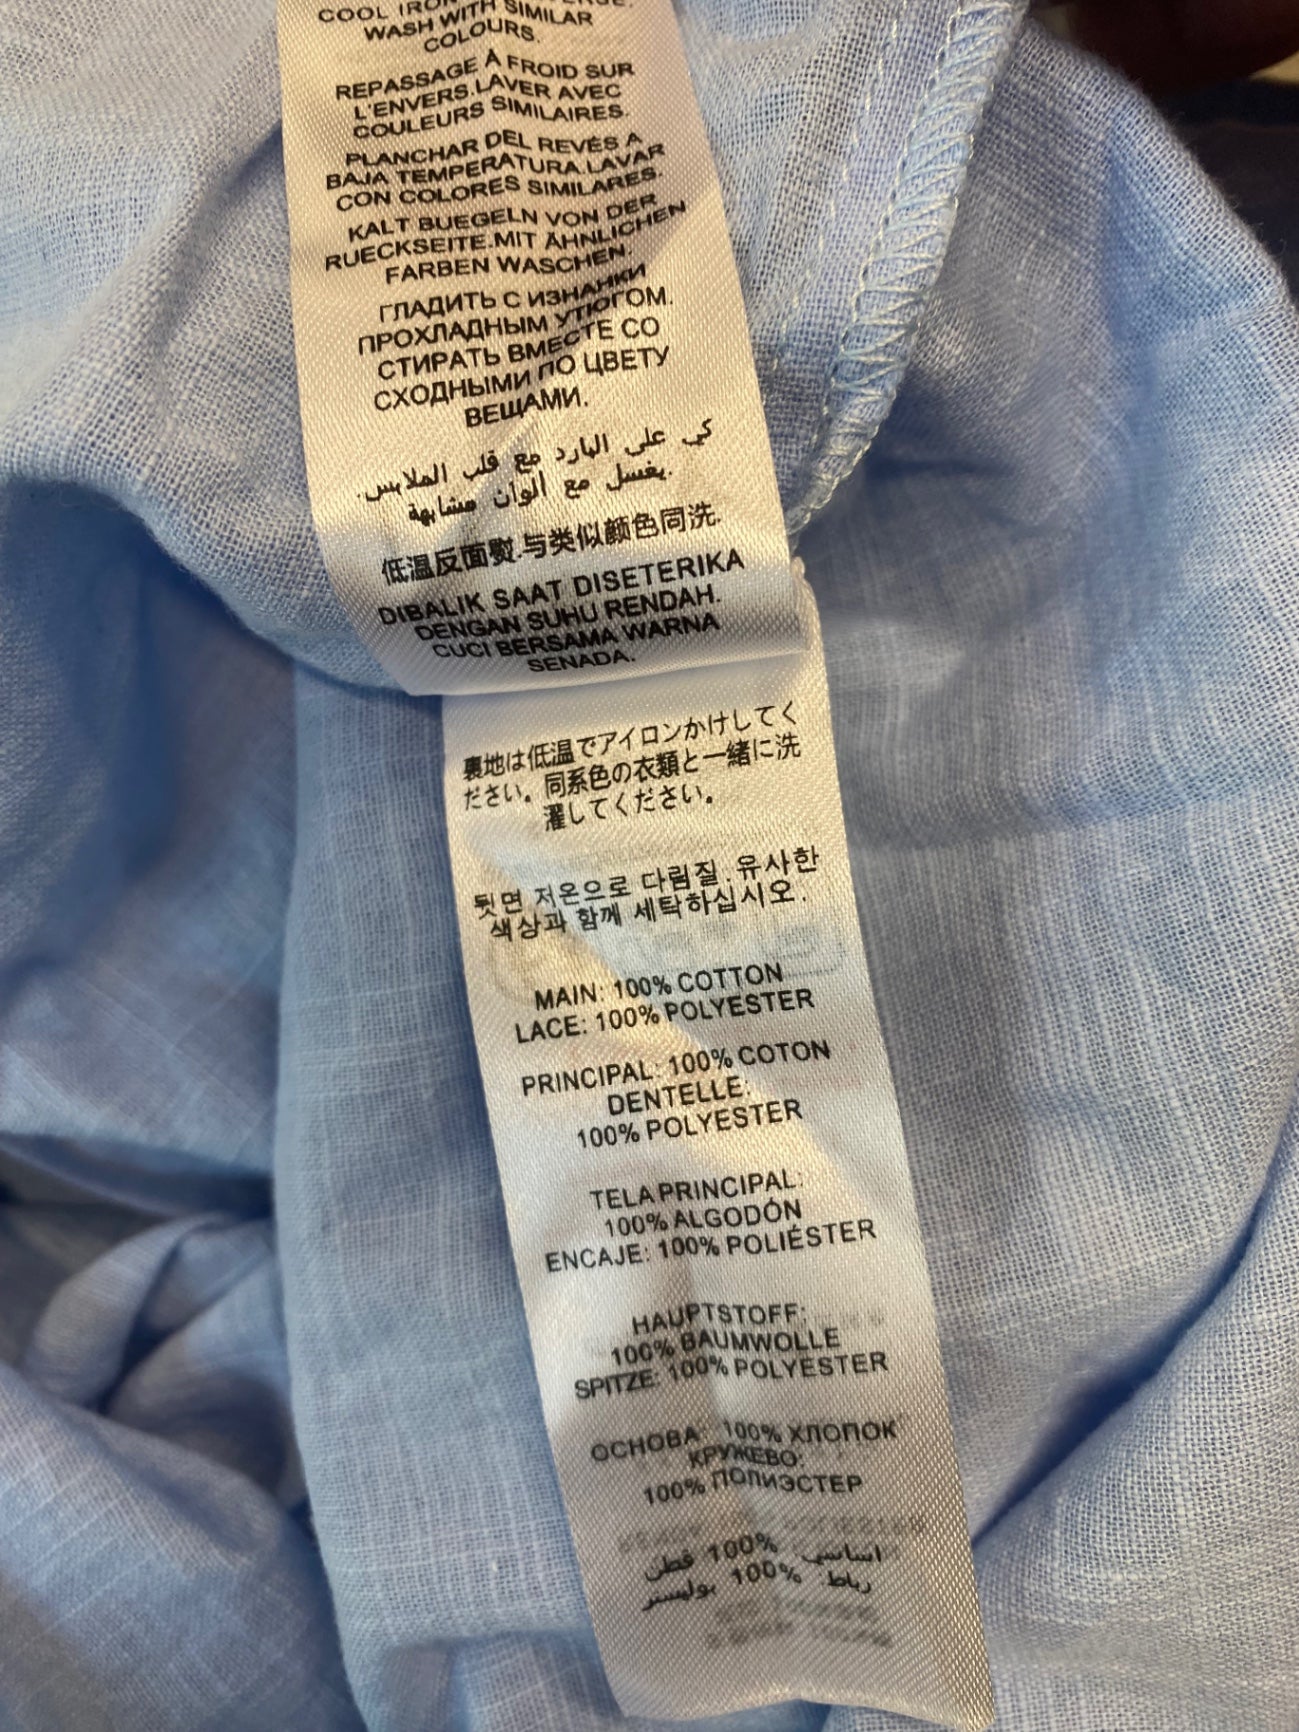 COOL IRON
WASH WITH SIMILAR
COLOURS.
REPASSAGE À FROID SUR
L'ENVERS.LAVER AVEC
COULEURS SIMILAIRES.
PLANCHAR DEL REVÉS A
BAJA TEMPERATURA.LAVAR
CON COLORES SIMILARES.
KALT BUEGELN VON DER
RUECKSEITE.MIT ÄHNLICHEN
FARBEN WASCHEN.
ГЛАДИТЬ С ИЗНАНКИ
ПРОХЛАДНЫМ УТЮГОМ.
СТИРАТЬ ВМЕСТЕ СО
СХОДНЫМИ ПО ЦВЕТУ
ВЕЩАМИ.
كي على البارد مع قلب الملابس.
يغسل مع ألوان مشابهة.
低温反面熨.与类似颜色同洗.
DIBALIK SAAT DISETERIKA
DENGAN SUHU RENDAH.
CUCI BERSAMA WARNA
SENADA.
裏地は低温でアイロンかけしてく
ださい。同系色の衣類と一緒に洗
濯してください。
뒷면 저온으로 다림질. 유사한
색상과 함께 세탁하십시오.
MAIN: 100% COTTON
LACE: 100% POLYESTER
PRINCIPAL: 100% COTON
DENTELLE:
100% POLYESTER
TELA PRINCIPAL:
100% ALGODÓN
ENCAJE: 100% POLIÉSTER
HAUPTSTOFF:
100% BAUMWOLLE
SPITZE: 100% POLYESTER
ОСНОВА: 100% ХЛОПОК
КРУЖЕВО:
100% ПОЛИЭСТЕР
اساسي: 100% قطن
رباط: 100% بوليستر